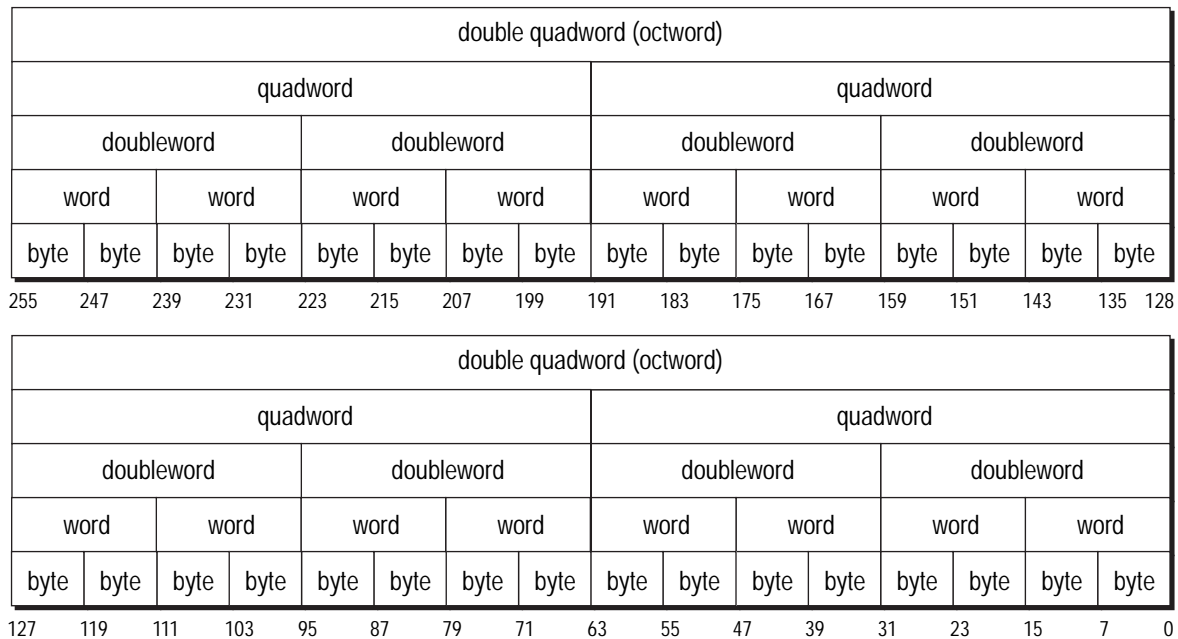 double quadword (octword)
quadword quadword
doubleword doubleword doubleword doubleword
word word word word word word word word
byte byte byte byte byte byte byte byte byte byte byte byte byte byte byte byte
255 247 239 231 223 215 207 199 191 183 175 167 159 151 143 135 128
double quadword (octword)
quadword quadword
doubleword doubleword doubleword doubleword
word word word word word word word word
byte byte byte byte byte byte byte byte byte byte byte byte byte byte byte byte
127 119 111 103 95 87 79 71 63 55 47 39 31 23 15 7 0